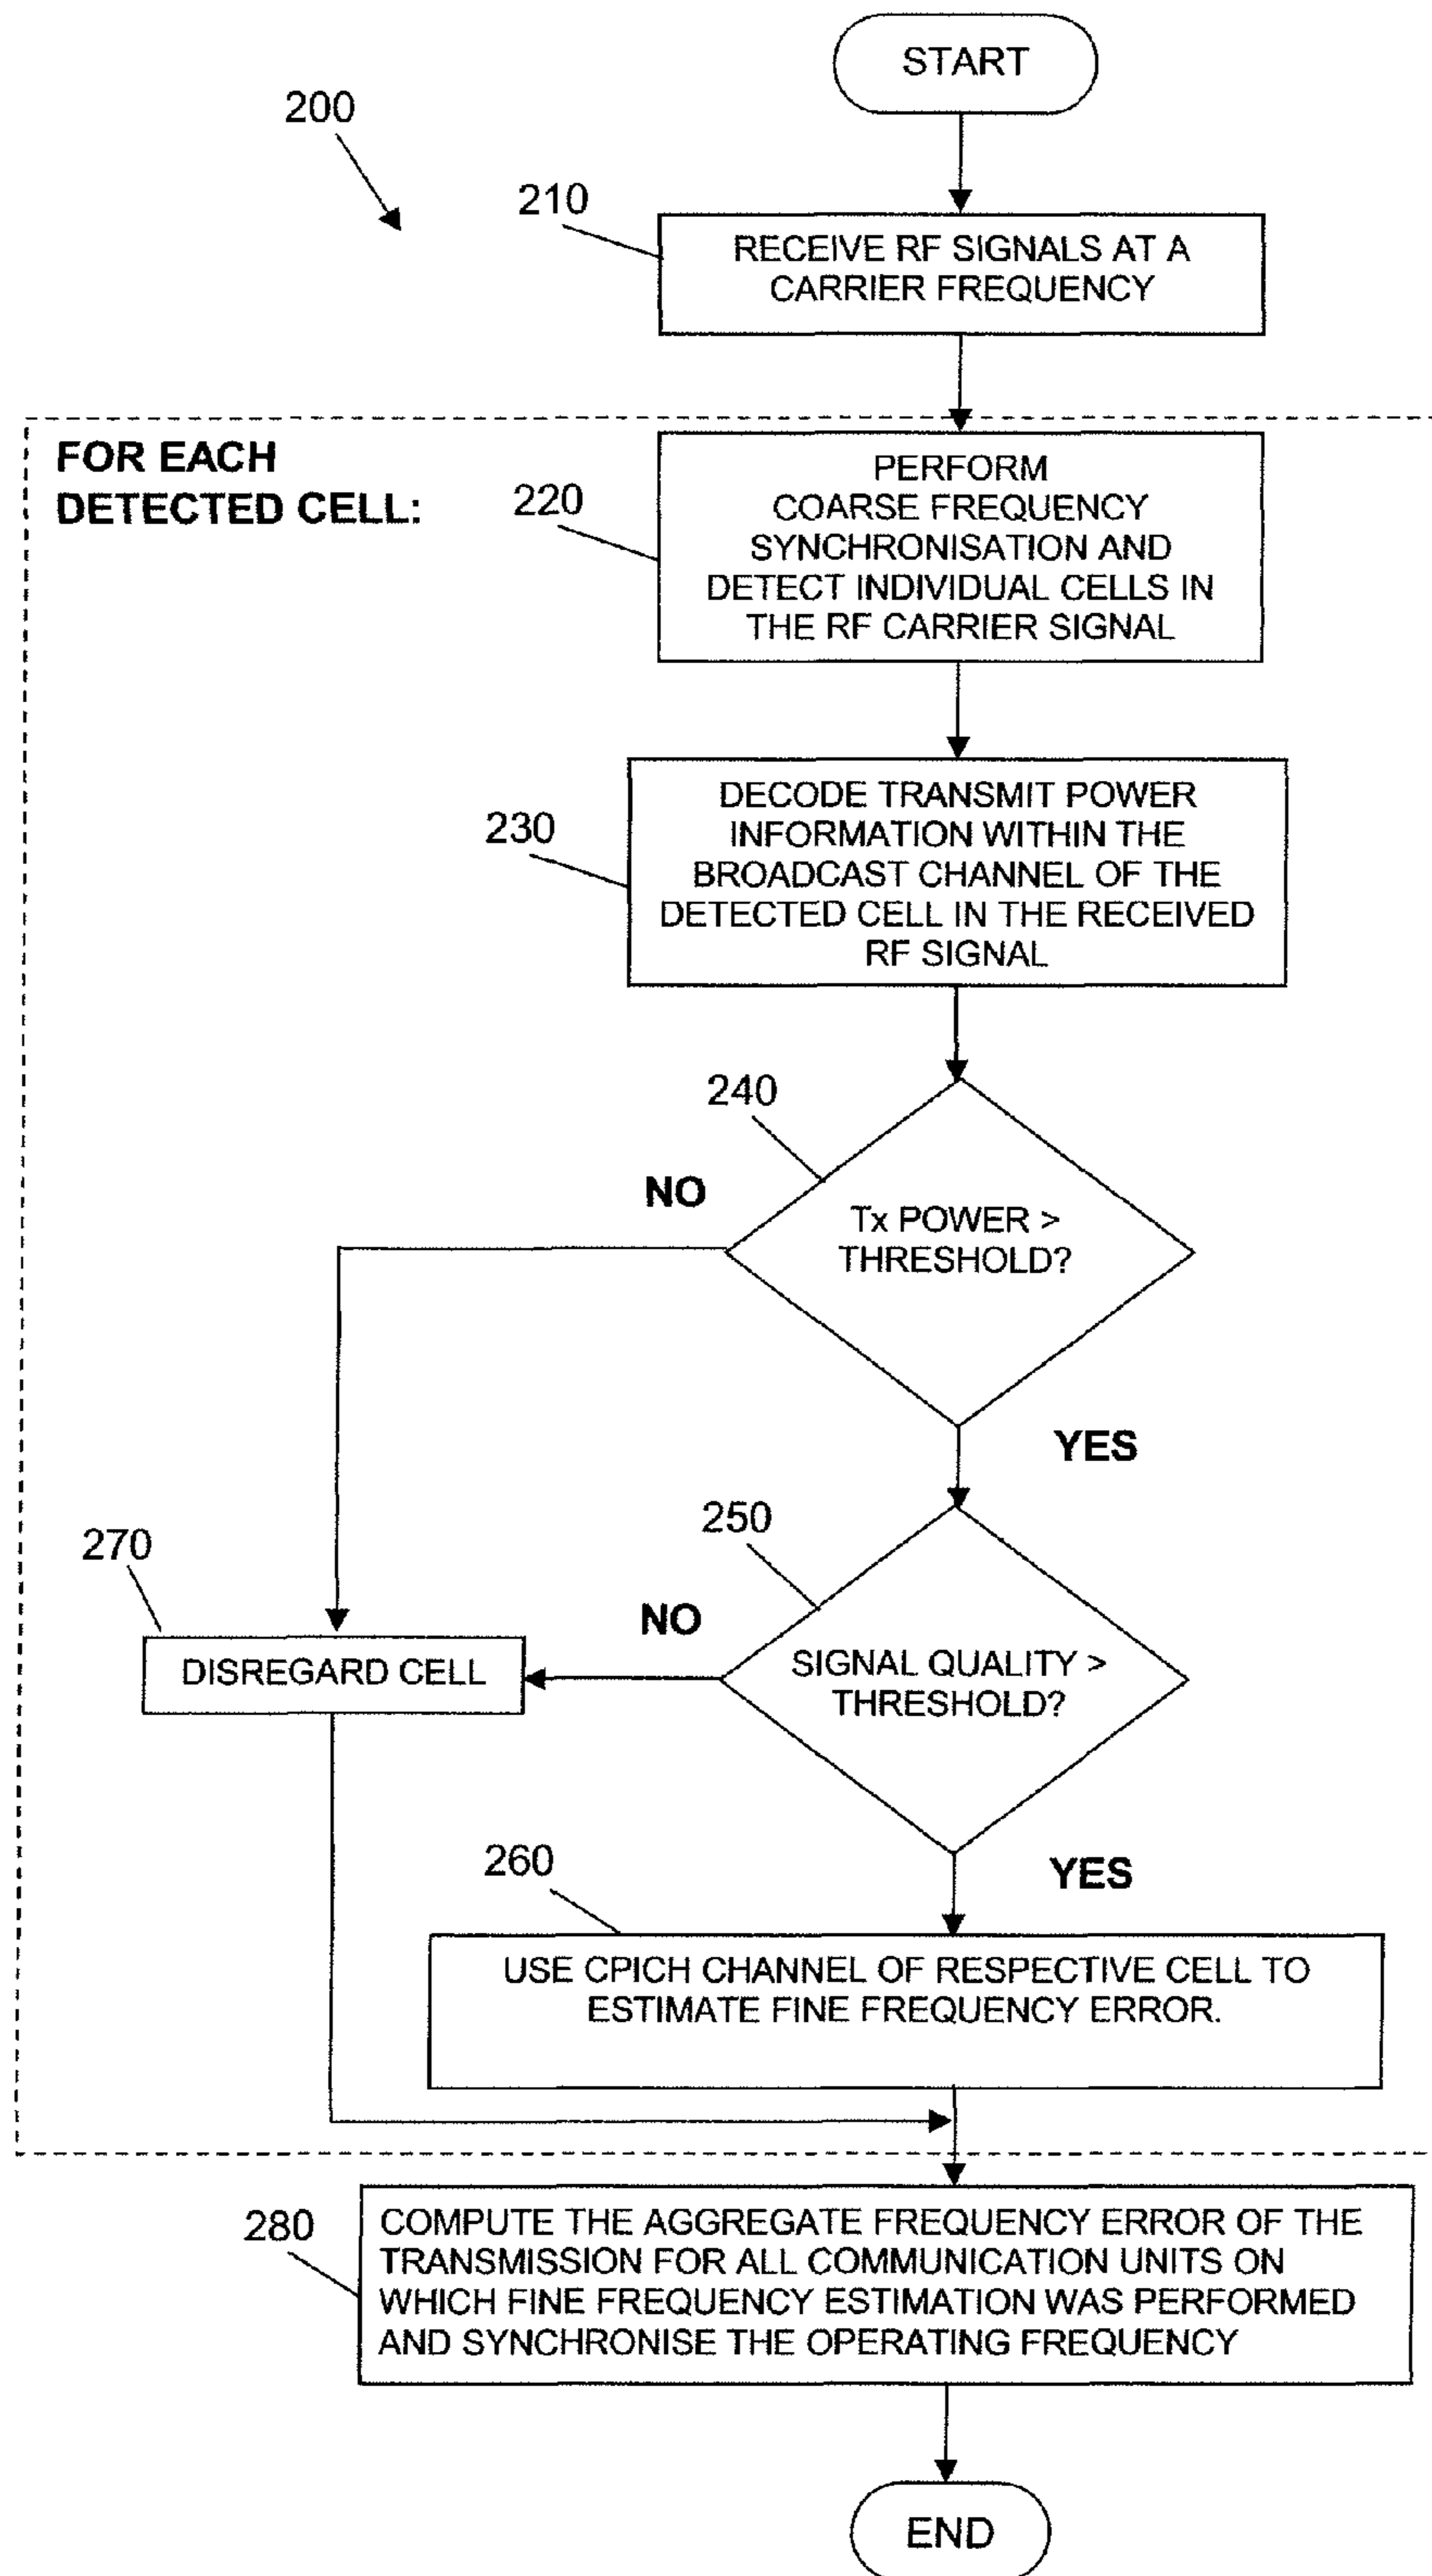 START
200
210
RECEIVE RF SIGNALS AT A
CARRIER FREQUENCY
FOR EACH
DETECTED CELL:
220
PERFORM
COARSE FREQUENCY
SYNCHRONISATION AND
DETECT INDIVIDUAL CELLS IN
THE RF CARRIER SIGNAL
230
DECODE TRANSMIT POWER
INFORMATION WITHIN THE
BROADCAST CHANNEL OF THE
DETECTED CELL IN THE RECEIVED
RF SIGNAL
240
NO
Tx POWER >
THRESHOLD?
YES
250
270
NO
DISREGARD CELL
SIGNAL QUALITY >
THRESHOLD?
260
YES
USE CPICH CHANNEL OF RESPECTIVE CELL TO
ESTIMATE FINE FREQUENCY ERROR.
280
COMPUTE THE AGGREGATE FREQUENCY ERROR OF THE
TRANSMISSION FOR ALL COMMUNICATION UNITS ON
WHICH FINE FREQUENCY ESTIMATION WAS PERFORMED
AND SYNCHRONISE THE OPERATING FREQUENCY
END